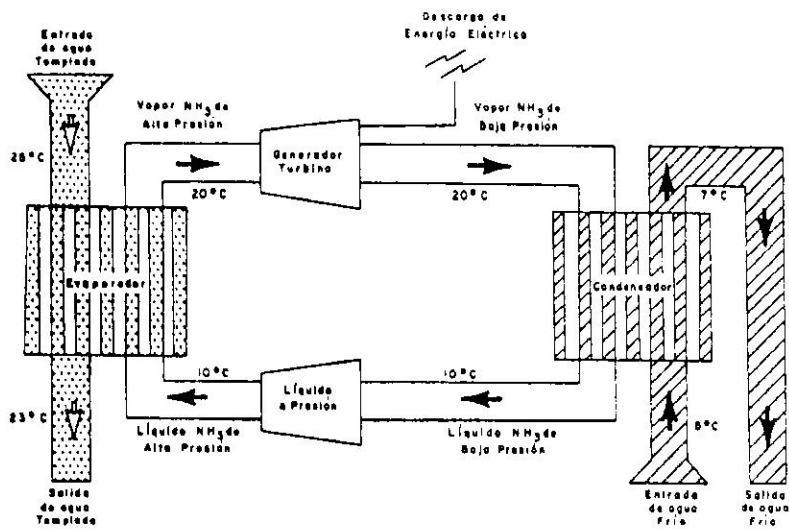 Descarga de
Energía Eléctrica
Entrada
de agua
Templada
Vapor NH3 de
Alta Presión
Vapor NH3 de
Baja Presión
Generador
Turbina
20°C
20°C
7°C
Evaporador
Condensador
10°C
10°C
23°C
Líquido
a Presión
Líquido NH3 de
Alta Presión
Líquido NH3 de
Baja Presión
Salida
de agua
Templada
Entrada
de agua
Fría
Salida
de agua
Fría